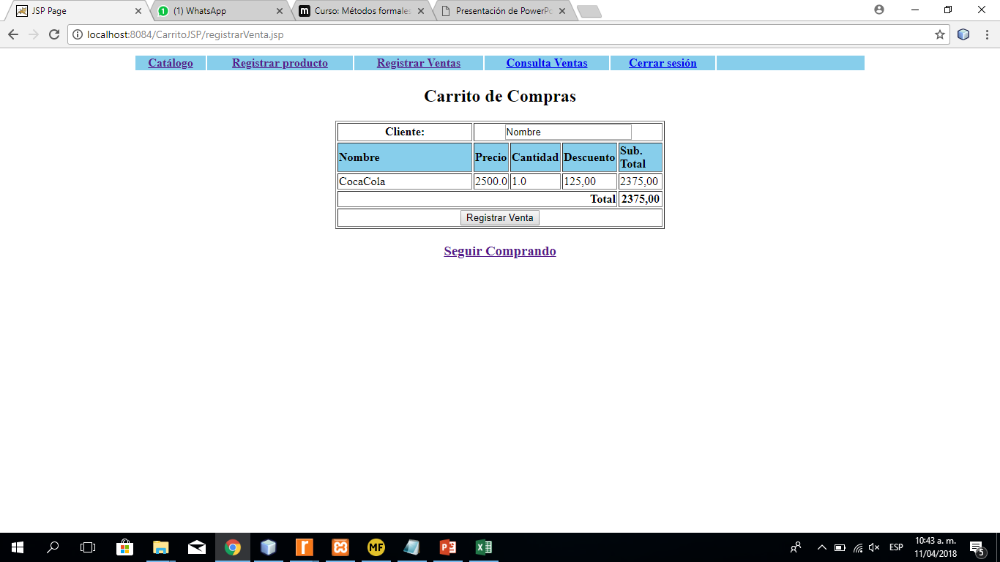 JSP Page
(1) WhatsApp
Curso: Métodos formales
Presentación de PowerPo
localhost:8084/CarritoJSP/registrarVenta.jsp
Catálogo Registrar producto Registrar Ventas Consulta Ventas Cerrar sesión
Carrito de Compras
Cliente: Nombre
Nombre Precio Cantidad Descuento Sub. Total
CocaCola 2500.0 1.0 125,00 2375,00
Total 2375,00
Registrar Venta
Seguir Comprando
MF
ESP
10:43 a. m.
11/04/2018
5